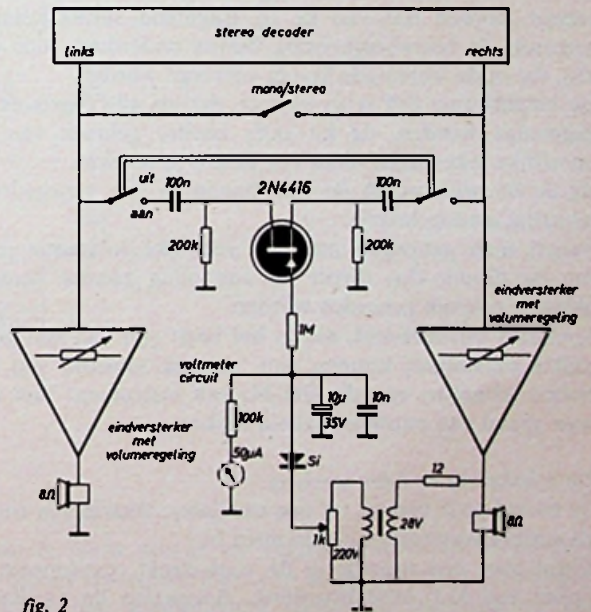 stereo decoder
links
rechts
mono/stereo
uit
aan
100n
2N4416
100n
200k
200k
1M
eindversterker
met
volumeregeling
voltmeter
circuit
100k
10µ
35V
10n
eindversterker
met
volumeregeling
50µA
Si
12
8Ω
1k
220V
28V
8Ω
fig. 2